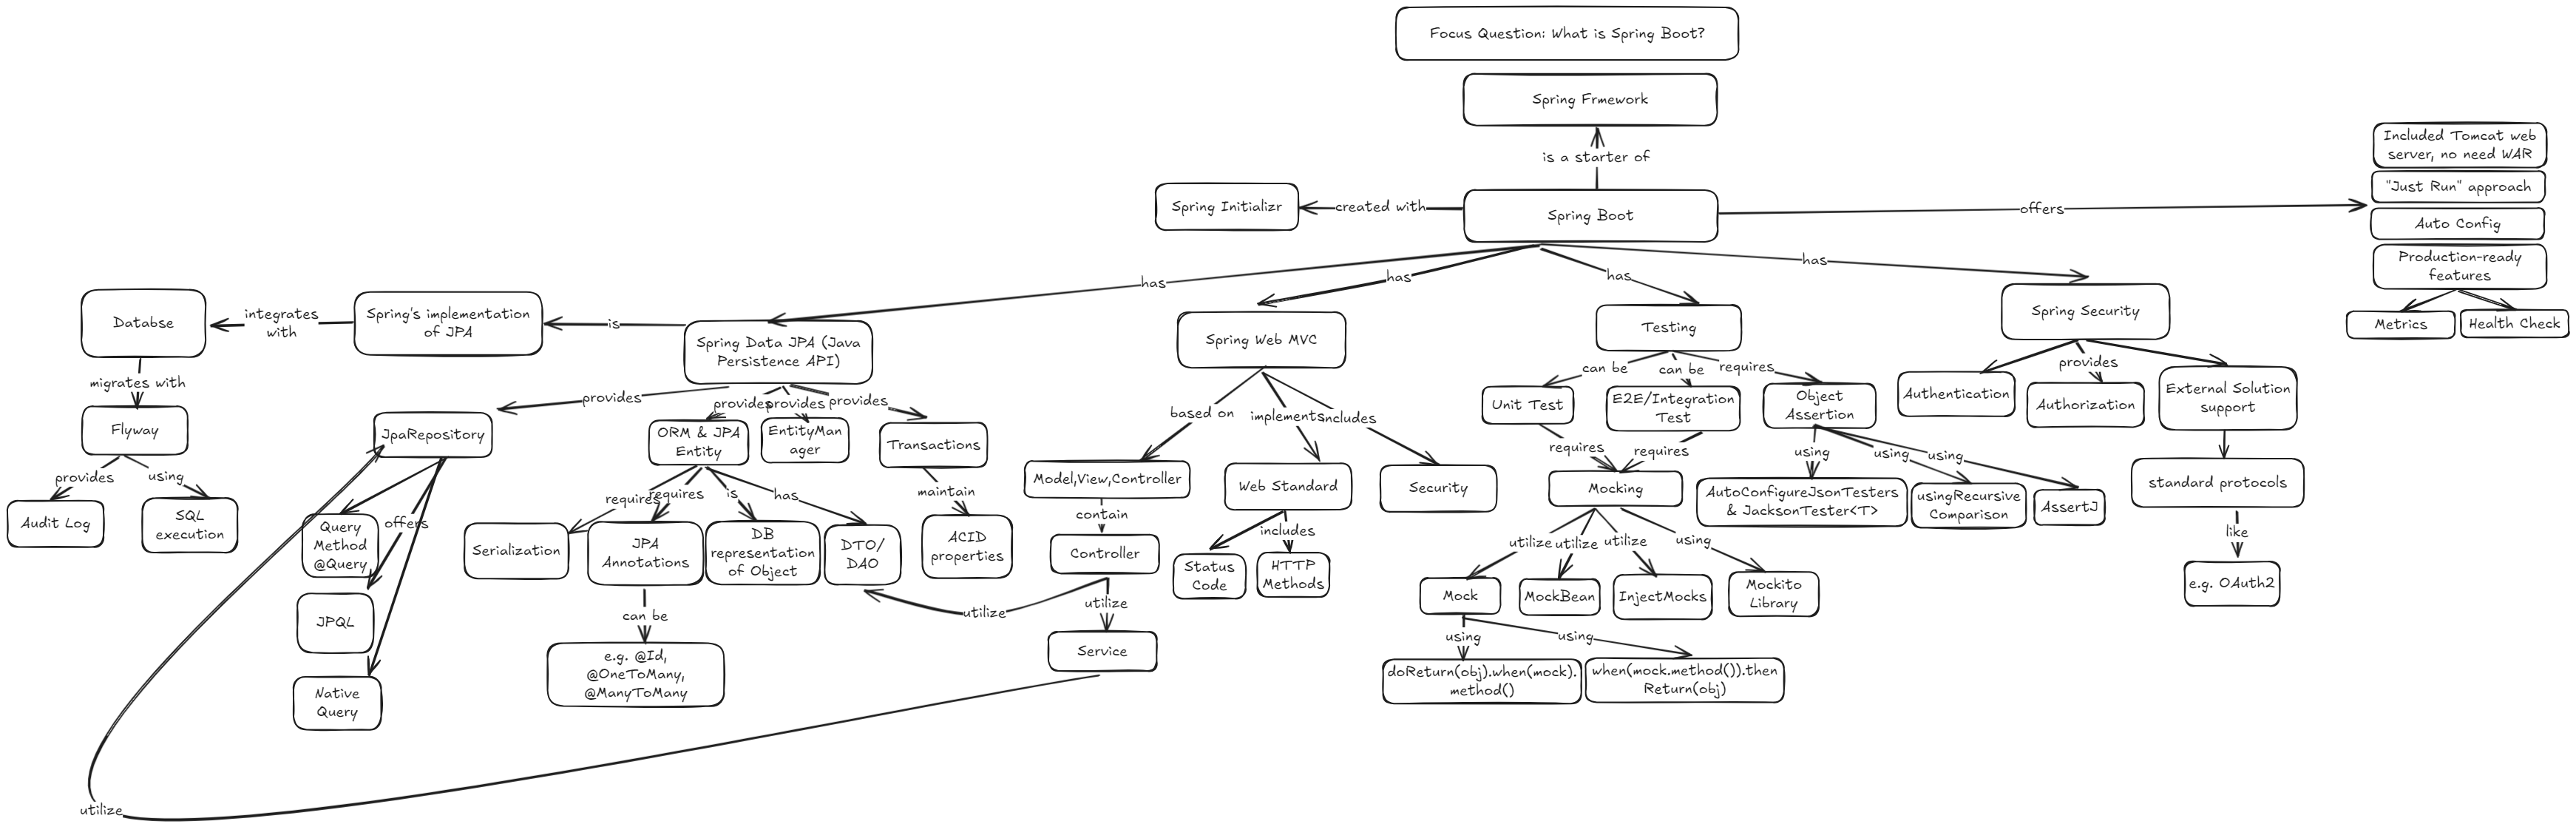 Focus Question: What is Spring Boot?
Spring Frmework
is a starter of
Spring Initializr
created with
Spring Boot
offers
Included Tomcat web
server, no need WAR
"Just Run" approach
Auto Config
Production-ready
features
Metrics
Health Check
has
has
has
has
Databse
integrates
with
Spring's implementation
of JPA
is
Spring Data JPA (Java
Persistence API)
Spring Web MVC
Testing
Spring Security
migrates with
Flyway
provides
using
Audit Log
SQL
execution
provides
provides
provides
provides
JpaRepository
ORM & JPA
Entity
EntityMan
ager
Transactions
offers
Query
Method
@Query
JPQL
Native
Query
requires
requires
is
has
maintain
Serialization
JPA
Annotations
DB
representation
of Object
DTO/
DAO
ACID
properties
can be
e.g. @Id,
@OneToMany,
@ManyToMany
based on
implements
includes
Model,View,Controller
Web Standard
Security
contain
Controller
includes
Status
Code
HTTP
Methods
utilize
utilize
Service
utilize
can be
can be
requires
Unit Test
E2E/Integration
Test
Object
Assertion
requires
requires
using
using
using
Mocking
AutoConfigureJsonTesters
& JacksonTester<T>
usingRecursive
Comparison
AssertJ
utilize
utilize
utilize
using
Mock
MockBean
InjectMocks
Mockito
Library
using
using
doReturn(obj).when(mock).
method()
when(mock.method()).then
Return(obj)
provides
Authentication
Authorization
External Solution
support
standard protocols
like
e.g. OAuth2